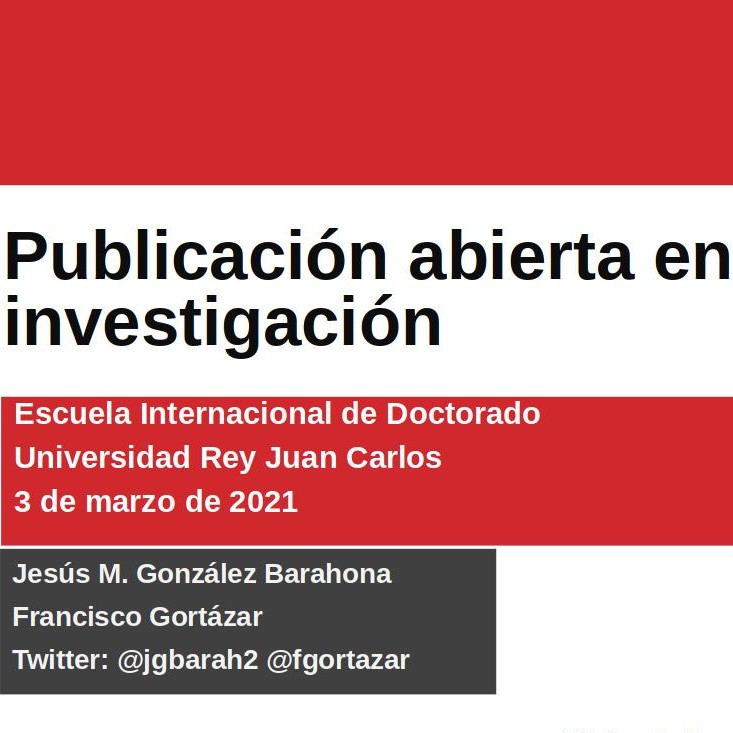 Publicación abierta en
investigación
Escuela Internacional de Doctorado
Universidad Rey Juan Carlos
3 de marzo de 2021
Jesús M. González Barahona
Francisco Gortázar
Twitter: @jgbarah2 @fgortazar